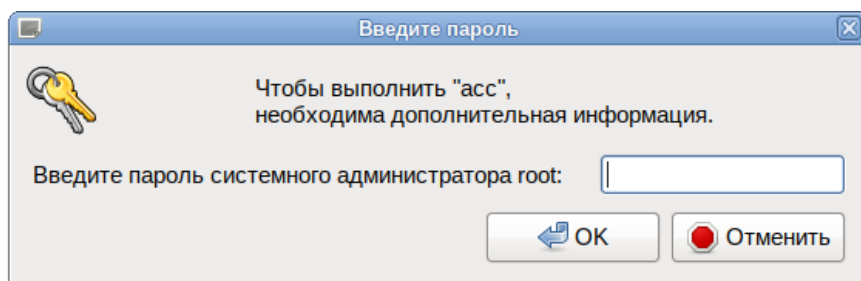 Введите пароль
Чтобы выполнить "acc",
необходима дополнительная информация.
Введите пароль системного администратора root:
OK
Отменить